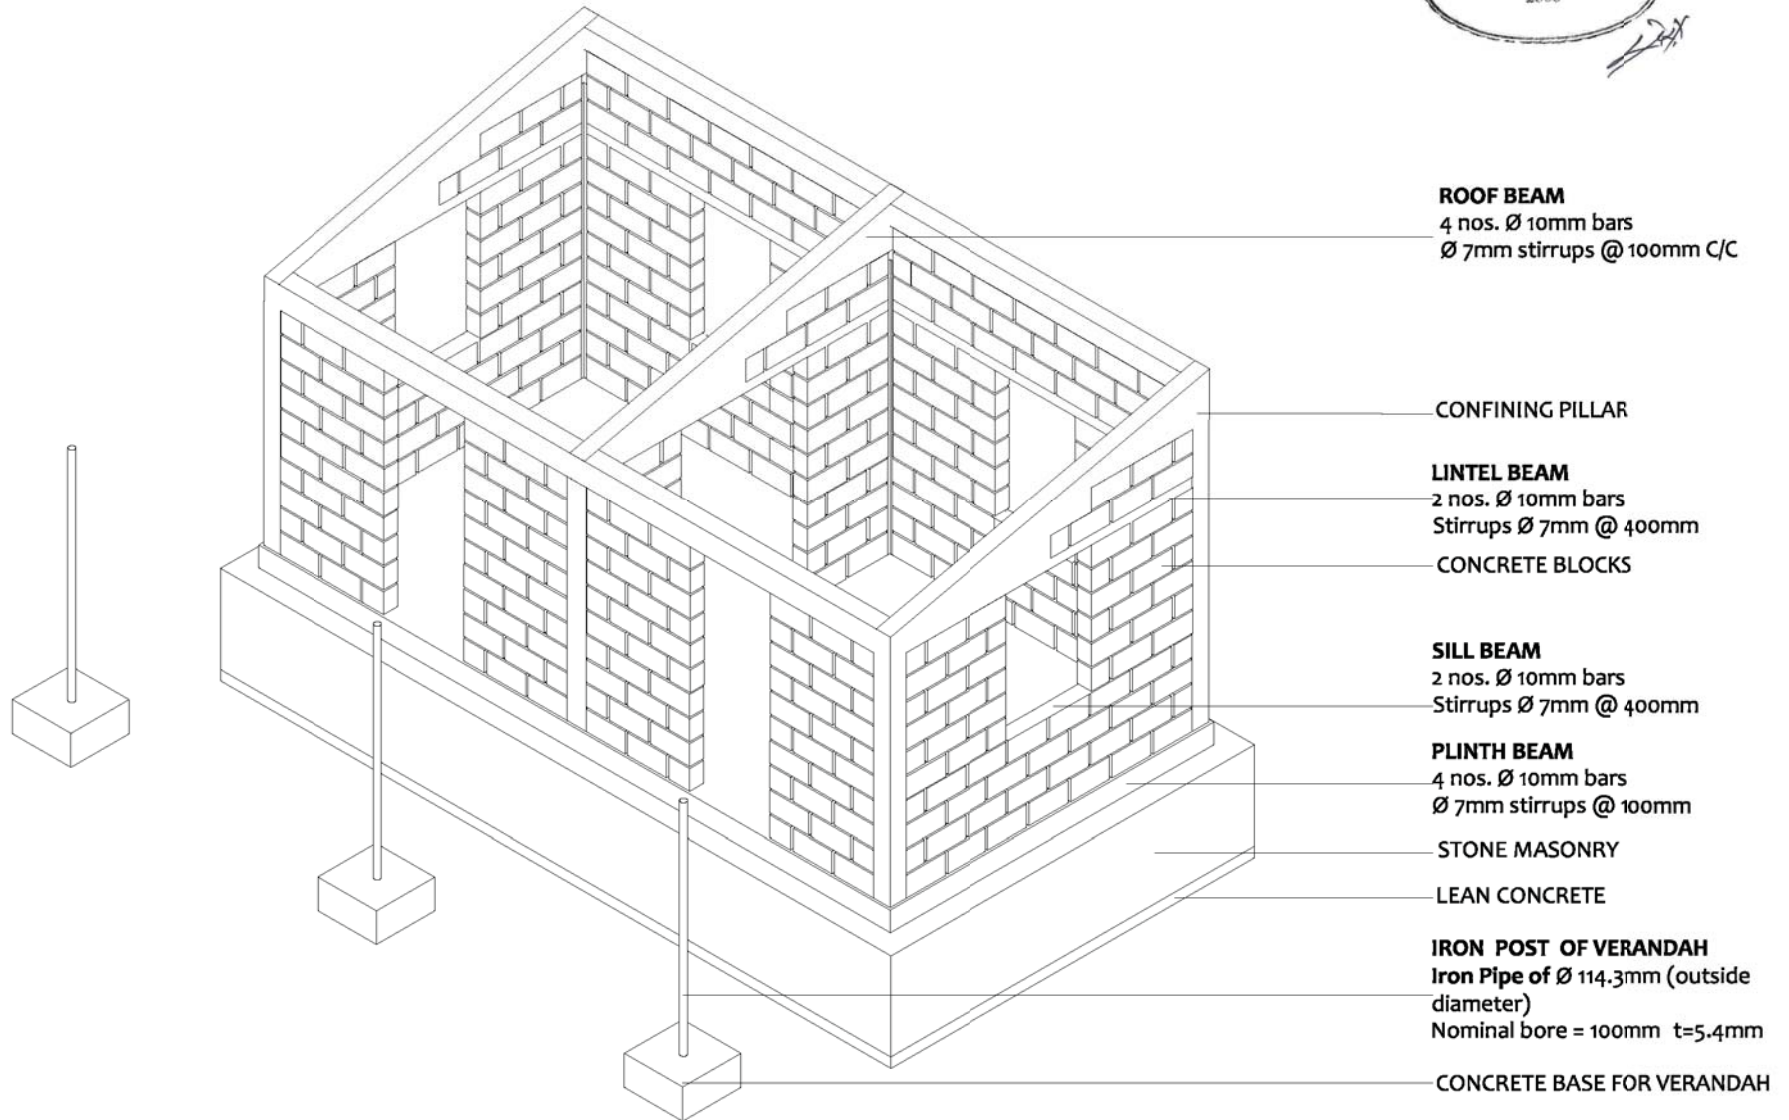 ROOF BEAM
4 nos. Ø 10mm bars
Ø 7mm stirrups @ 100mm C/C
CONFINING PILLAR
LINTEL BEAM
2 nos. Ø 10mm bars
Stirrups Ø 7mm @ 400mm
CONCRETE BLOCKS
SILL BEAM
2 nos. Ø 10mm bars
Stirrups Ø 7mm @ 400mm
PLINTH BEAM
4 nos. Ø 10mm bars
Ø 7mm stirrups @ 100mm
STONE MASONRY
LEAN CONCRETE
IRON POST OF VERANDAH
Iron Pipe of Ø 114.3mm (outside
diameter)
Nominal bore = 100mm t=5.4mm
CONCRETE BASE FOR VERANDAH